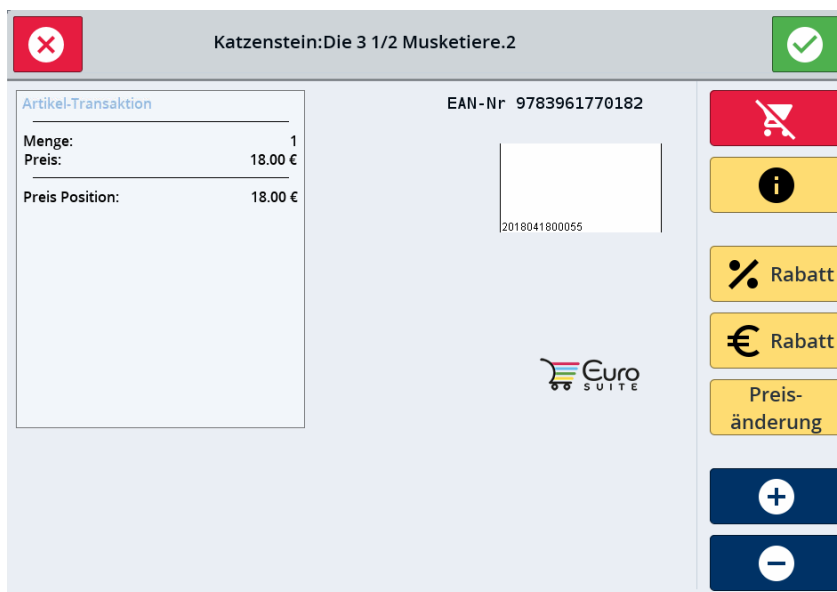 Katzenstein:Die 3 1/2 Musketiere.2
Artikel-Transaktion
Menge: 1
Preis: 18.00 €
Preis Position: 18.00 €
EAN-Nr 9783961770182
2018041800055
Euro
SUITE
% Rabatt
€ Rabatt
Preis-
änderung